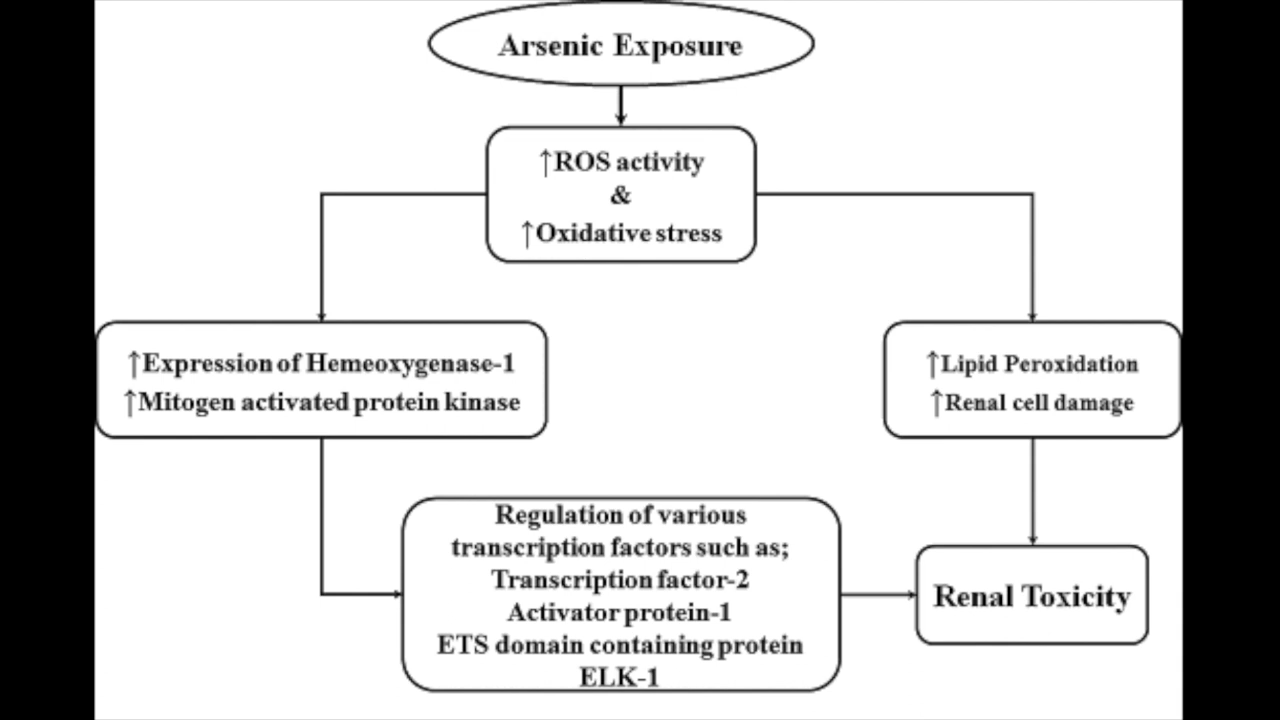 Arsenic Exposure
↑ROS activity
&
↑Oxidative stress
↑Expression of Hemeoxygenase-1
↑Mitogen activated protein kinase
↑Lipid Peroxidation
↑Renal cell damage
Regulation of various
transcription factors such as;
Transcription factor-2
Activator protein-1
ETS domain containing protein
ELK-1
Renal Toxicity